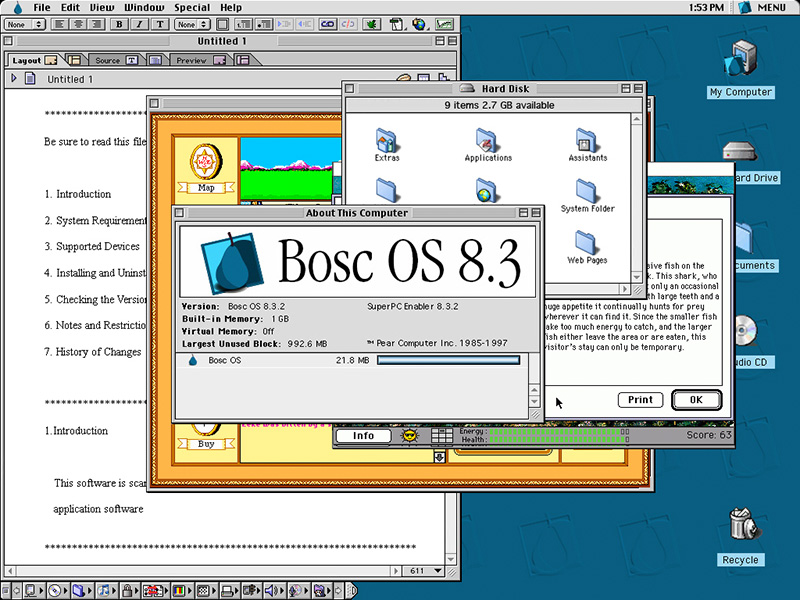 File Edit View Window Special Help
1:53 PM MENU
None
B I T
None
Untitled 1
Layout
Source
Preview
Untitled 1
****************
Be sure to read this file
1. Introduction
2. System Requirement
3. Supported Devices
4. Installing and Uninst
5. Checking the Version
6. Notes and Restriction
7. History of Changes
****************
1.Introduction
This software is scan
application software
****************************************************
611
Map
Buy
Hard Disk
9 items 2.7 GB available
Extras
Applications
Assistants
System Folder
Web Pages
About This Computer
Bosc OS 8.3
Version: Bosc OS 8.3.2
SuperPC Enabler 8.3.2
Built-in Memory: 1 GB
Virtual Memory: Off
Largest Unused Block: 992.6 MB
™ Pear Computer Inc. 1985-1997
Bosc OS
21.8 MB
sive fish on the
k. This shark, who
only an occasional
th large teeth and a
huge appetite it continually hunts for prey
wherever it can find it. Since the smaller fish
ake too much energy to catch, and the larger
fish either leave the area or are eaten, this
visitor's stay can only be temporary.
Print
OK
Info
Energy:
Health:
Score: 63
My Computer
ard Drive
cuments
dio CD
Recycle